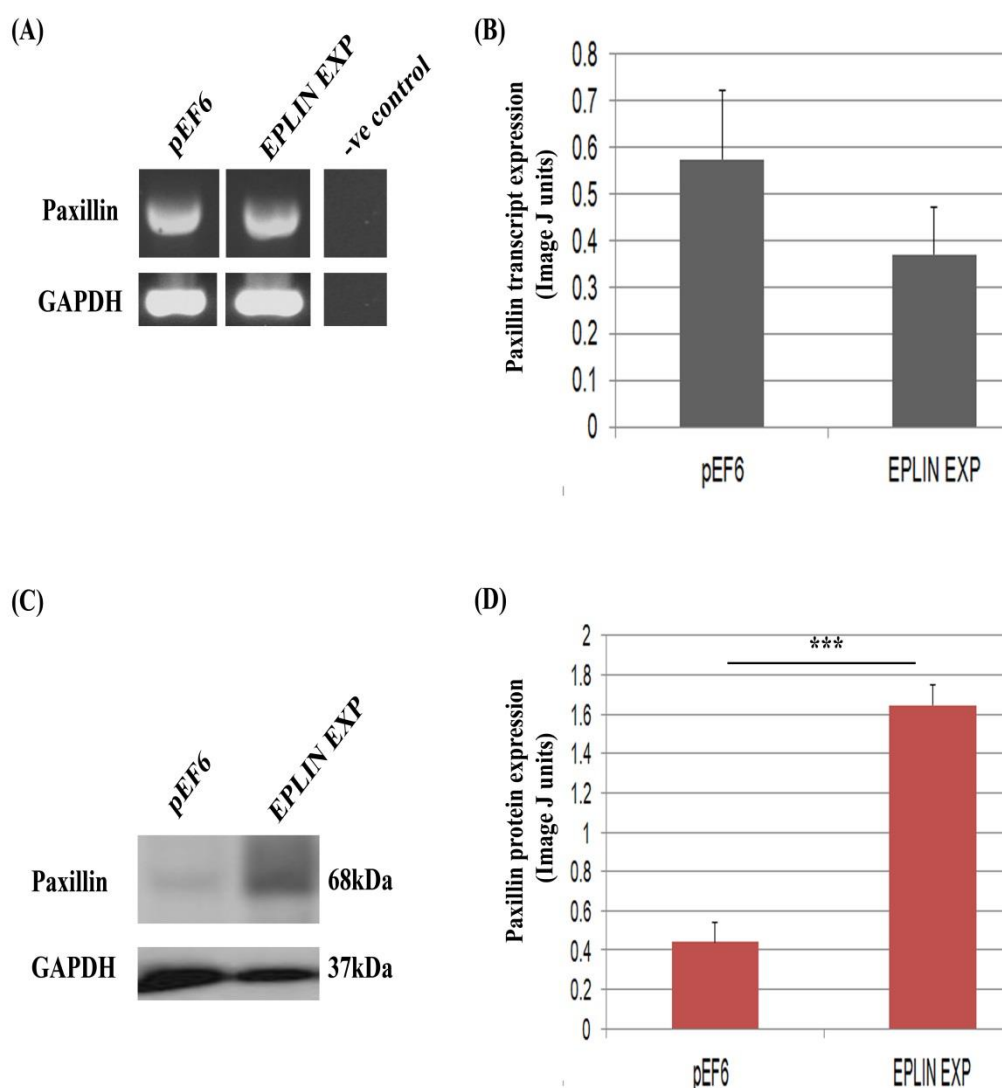 (A)
pEF6
EPLIN EXP
-ve control
Paxillin
GAPDH
(B)
Paxillin transcript expression
(Image J units)
0.8
0.7
0.6
0.5
0.4
0.3
0.2
0.1
0
pEF6
EPLIN EXP
(C)
pEF6
EPLIN EXP
Paxillin
68kDa
GAPDH
37kDa
(D)
Paxillin protein expression
(Image J units)
2
1.8
1.6
1.4
1.2
1
0.8
0.6
0.4
0.2
0
***
pEF6
EPLIN EXP